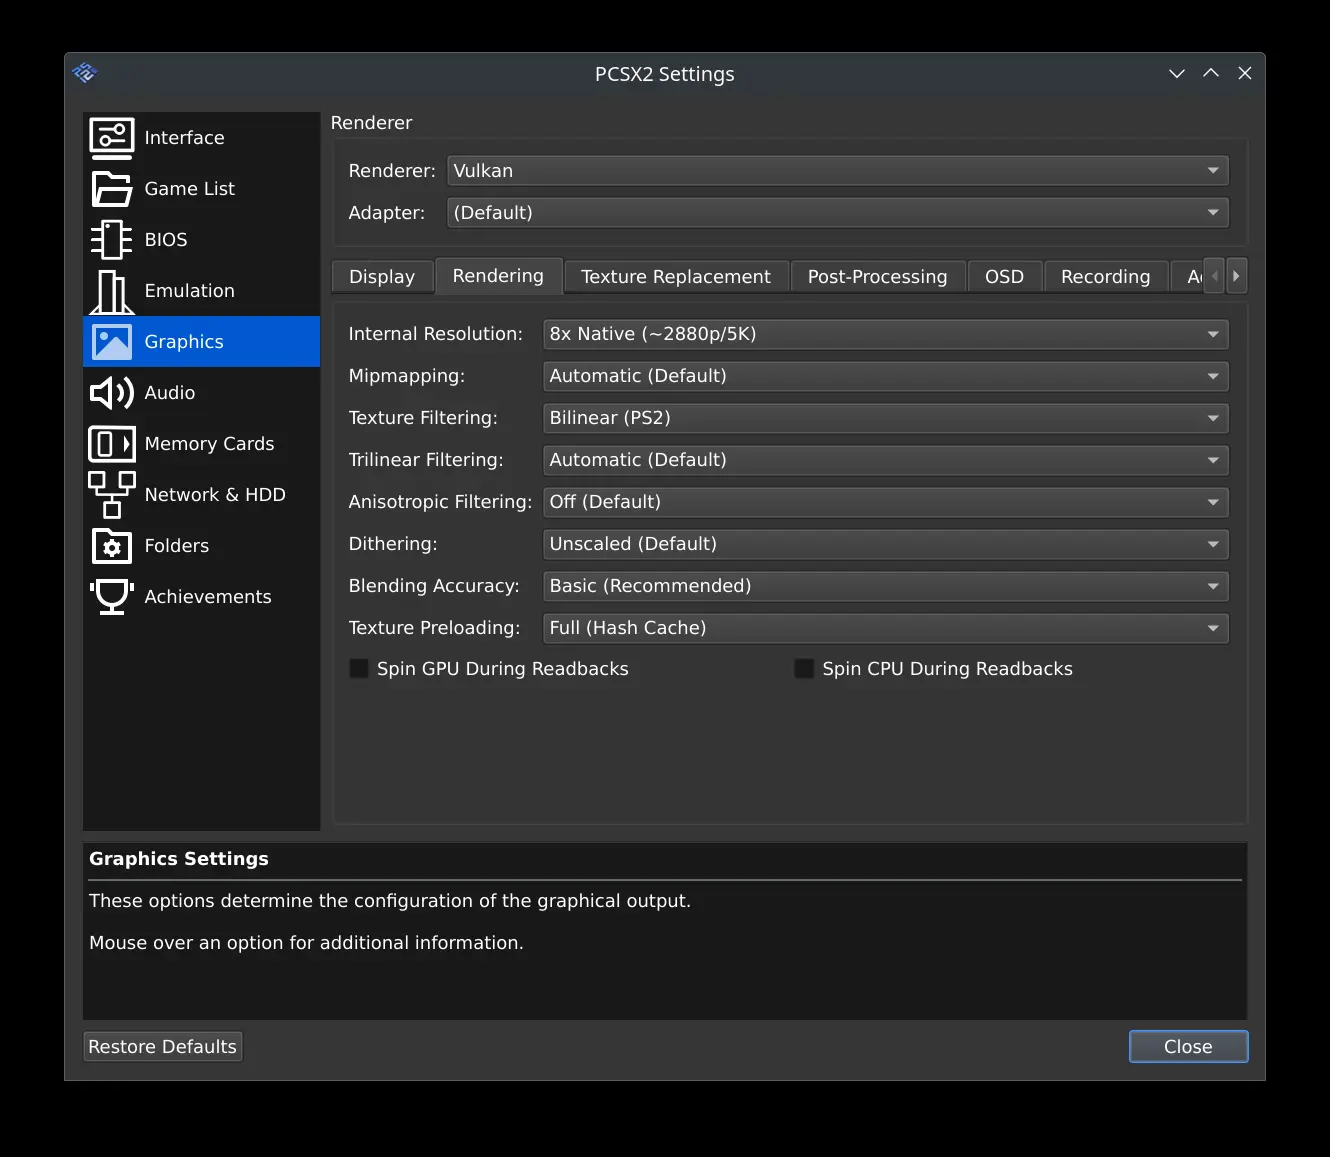 PCSX2 Settings
Interface
Game List
BIOS
Emulation
Graphics
Audio
Memory Cards
Network & HDD
Folders
Achievements
Renderer
Renderer: Vulkan
Adapter: (Default)
Display Rendering Texture Replacement Post-Processing OSD Recording
Internal Resolution: 8x Native (~2880p/5K)
Mipmapping: Automatic (Default)
Texture Filtering: Bilinear (PS2)
Trilinear Filtering: Automatic (Default)
Anisotropic Filtering: Off (Default)
Dithering: Unscaled (Default)
Blending Accuracy: Basic (Recommended)
Texture Preloading: Full (Hash Cache)
Spin GPU During Readbacks Spin CPU During Readbacks
Graphics Settings
These options determine the configuration of the graphical output.
Mouse over an option for additional information.
Restore Defaults Close